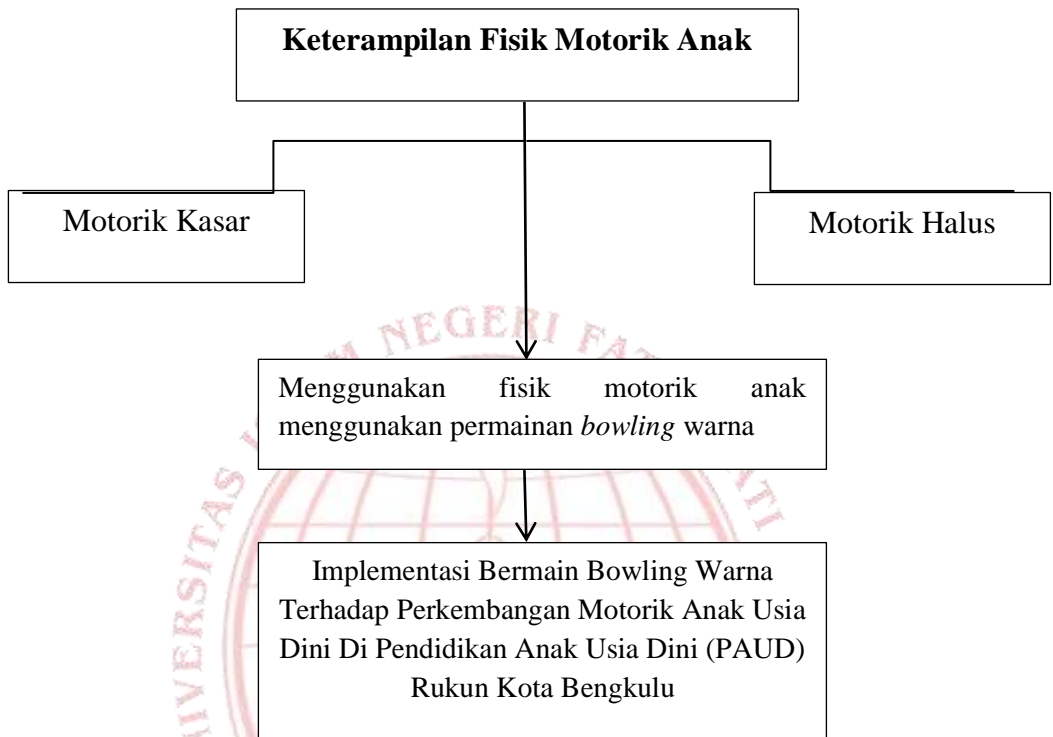 Keterampilan Fisik Motorik Anak
Motorik Kasar
Motorik Halus
NEGERI
Menggunakan fisik motorik anak
menggunakan permainan bowling warna
Implementasi Bermain Bowling Warna
Terhadap Perkembangan Motorik Anak Usia
Dini Di Pendidikan Anak Usia Dini (PAUD)
Rukun Kota Bengkulu